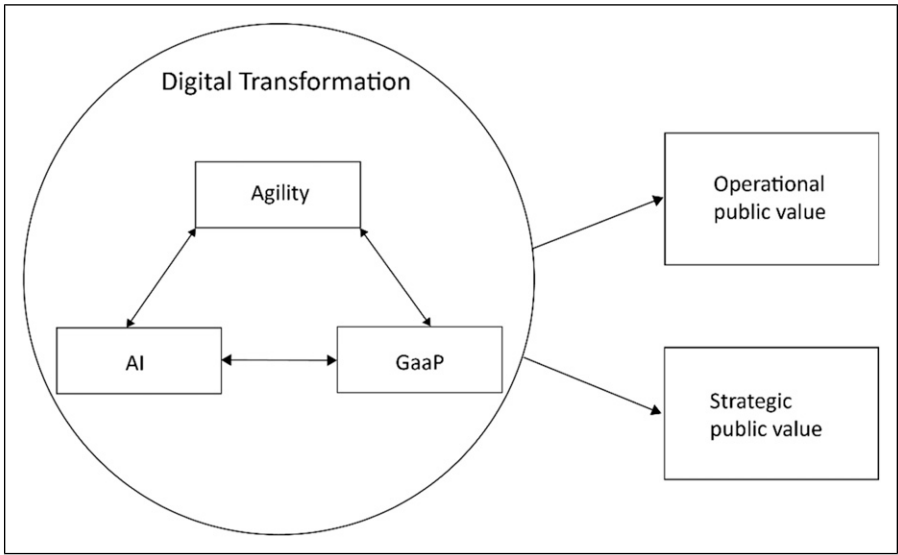 Digital Transformation
Agility
AI
GaaP
Operational
public value
Strategic
public value